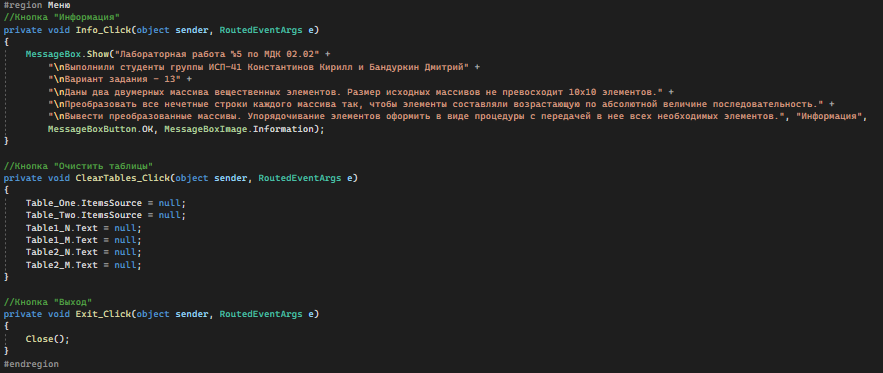 #region Меню
//Кнопка "Информация"
private void Info_Click(object sender, RoutedEventArgs e)
{
MessageBox.Show("Лабораторная работа %5 по МДК 02.02" +
"\nВыполнили студенты группы ИСП-41 Константинов Кирилл и Бандуркин Дмитрий" +
"\nВариант задания - 13" +
"\nДаны два двумерных массива вещественных элементов. Размер исходных массивов не превосходит 10х10 элементов." +
"\nПреобразовать все нечетные строки каждого массива так, чтобы элементы составляли возрастающую по абсолютной величине последовательность." +
"\nВывести преобразованные массивы. Упорядочивание элементов оформить в виде процедуры с передачей в нее всех необходимых элементов.", "Информация",
MessageBoxButton.OK, MessageBoxImage.Information);
}
//Кнопка "Очистить таблицы"
private void ClearTables_Click(object sender, RoutedEventArgs e)
{
Table_One.ItemsSource = null;
Table_Two.ItemsSource = null;
Table1_N.Text = null;
Table1_M.Text = null;
Table2_N.Text = null;
Table2_M.Text = null;
}
//Кнопка "Выход"
private void Exit_Click(object sender, RoutedEventArgs e)
{
Close();
}
#endregion